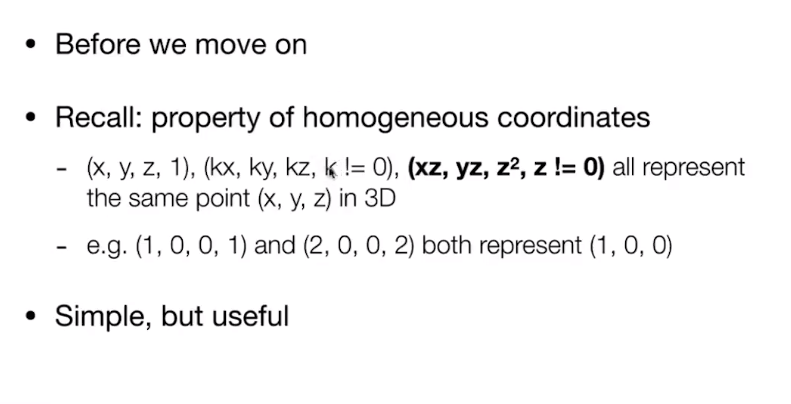 • Before we move on
• Recall: property of homogeneous coordinates
- (x, y, z, 1), (kx, ky, kz, k != 0), (xz, yz, z², z != 0) all represent
the same point (x, y, z) in 3D
- e.g. (1, 0, 0, 1) and (2, 0, 0, 2) both represent (1, 0, 0)
• Simple, but useful